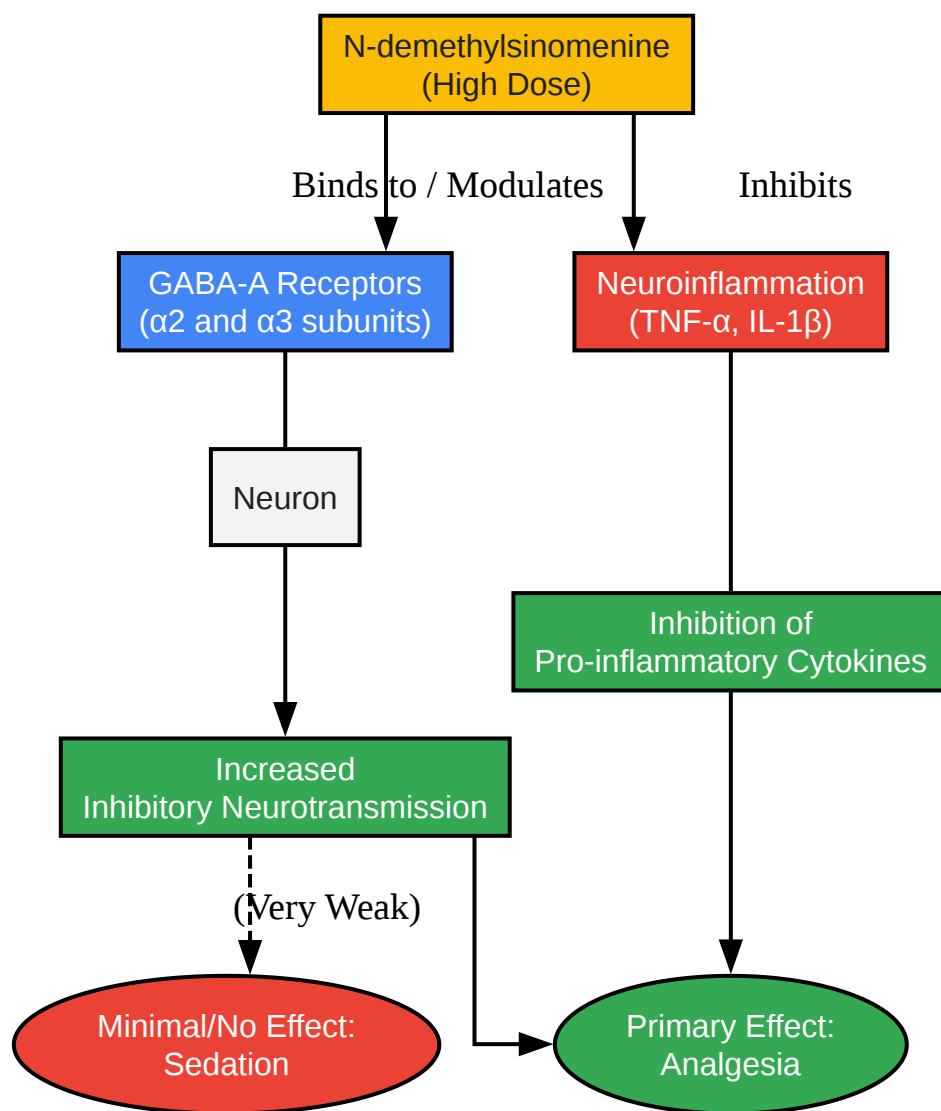 N-demethylsinomenine
(High Dose)
Binds to / Modulates
Inhibits
GABA-A Receptors
(α2 and α3 subunits)
Neuroinflammation
(TNF-α, IL-1β)
Neuron
Inhibition of
Pro-inflammatory Cytokines
Increased
Inhibitory Neurotransmission
(Very Weak)
Minimal/No Effect:
Sedation
Primary Effect:
Analgesia